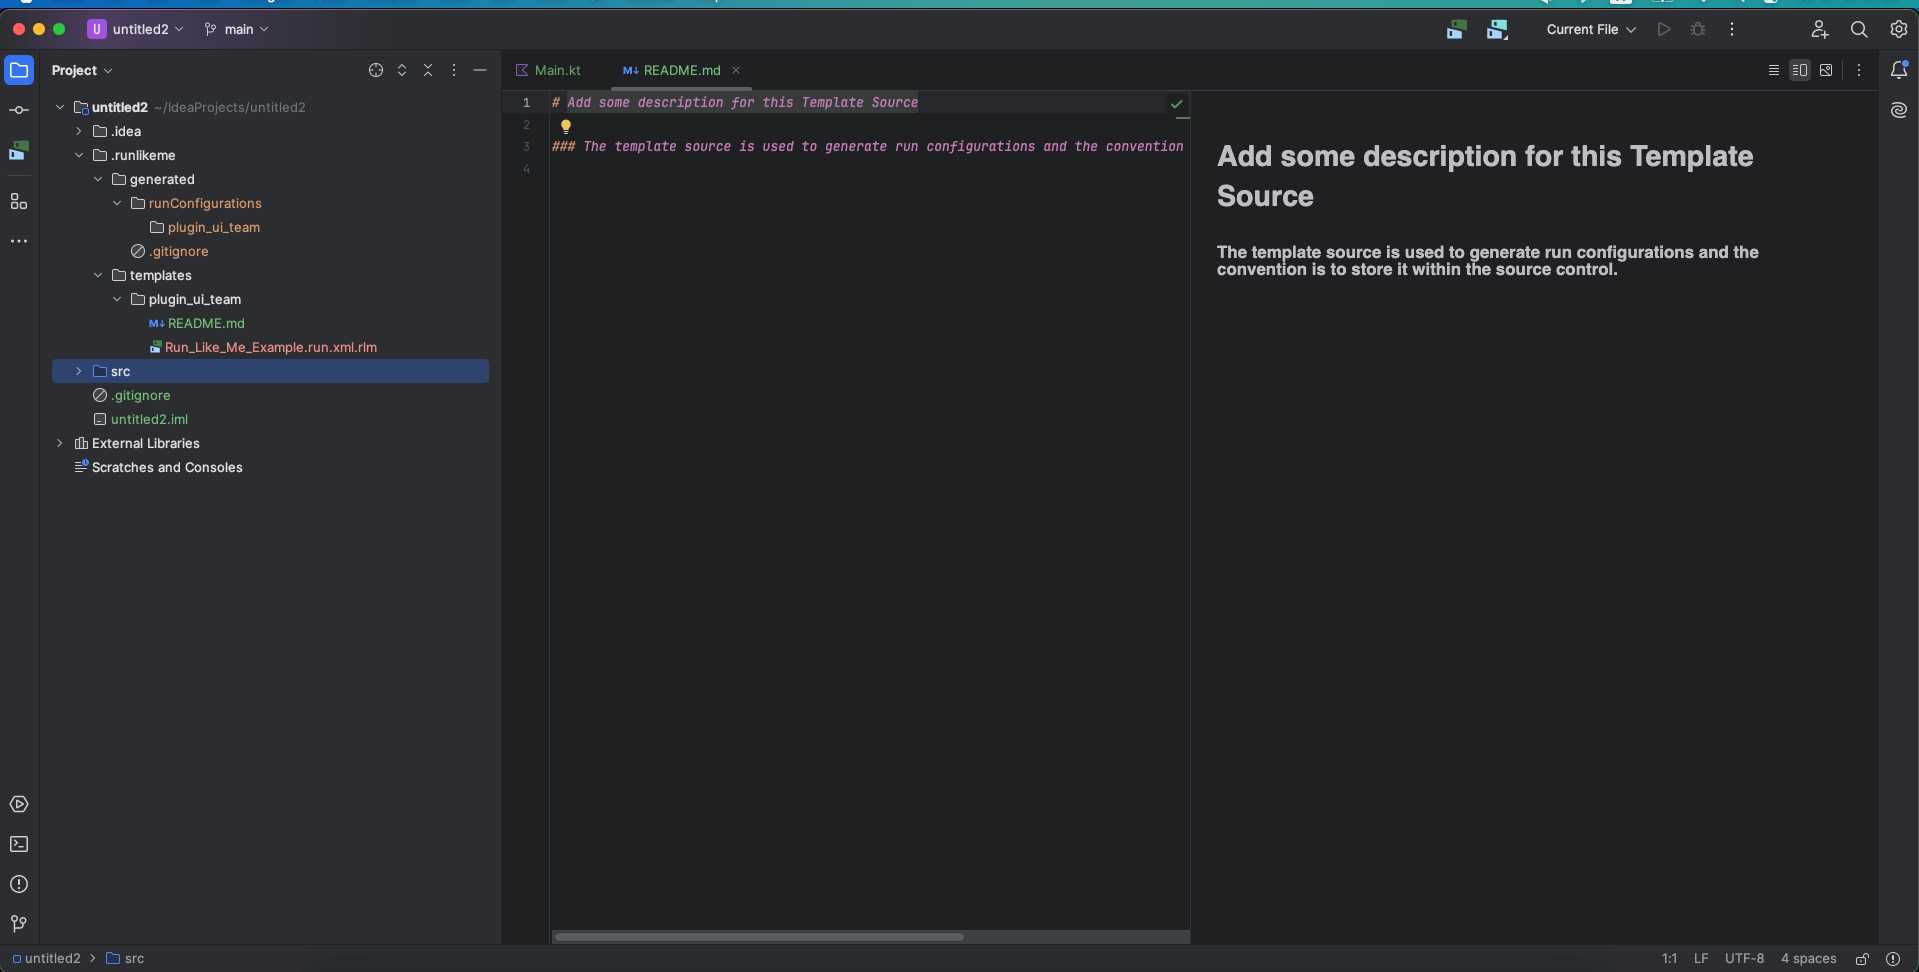 U untitled2
main
Current File
Project
Main.kt
M↓ README.md
untitled2 ~/IdeaProjects/untitled2
.idea
.runlikeme
generated
runConfigurations
plugin_ui_team
.gitignore
templates
plugin_ui_team
M↓ README.md
Run_Like_Me_Example.run.xml.rlm
src
.gitignore
untitled2.iml
External Libraries
Scratches and Consoles
1 # Add some description for this Template Source
2
3 ### The template source is used to generate run configurations and the convention
4
Add some description for this Template
Source
The template source is used to generate run configurations and the
convention is to store it within the source control.
untitled2 > src
1:1 LF UTF-8 4 spaces